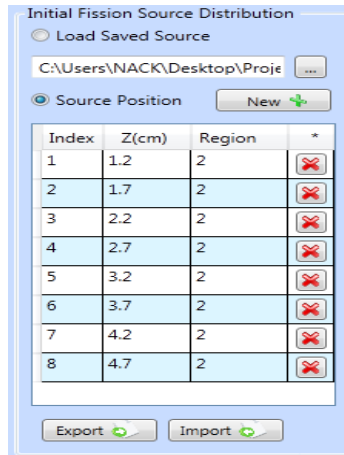 Initial Fission Source Distribution
Load Saved Source
C:\Users\NACK\Desktop\Proje ...
Source Position New
Index Z(cm) Region *
1 1.2 2
2 1.7 2
3 2.2 2
4 2.7 2
5 3.2 2
6 3.7 2
7 4.2 2
8 4.7 2
Export Import